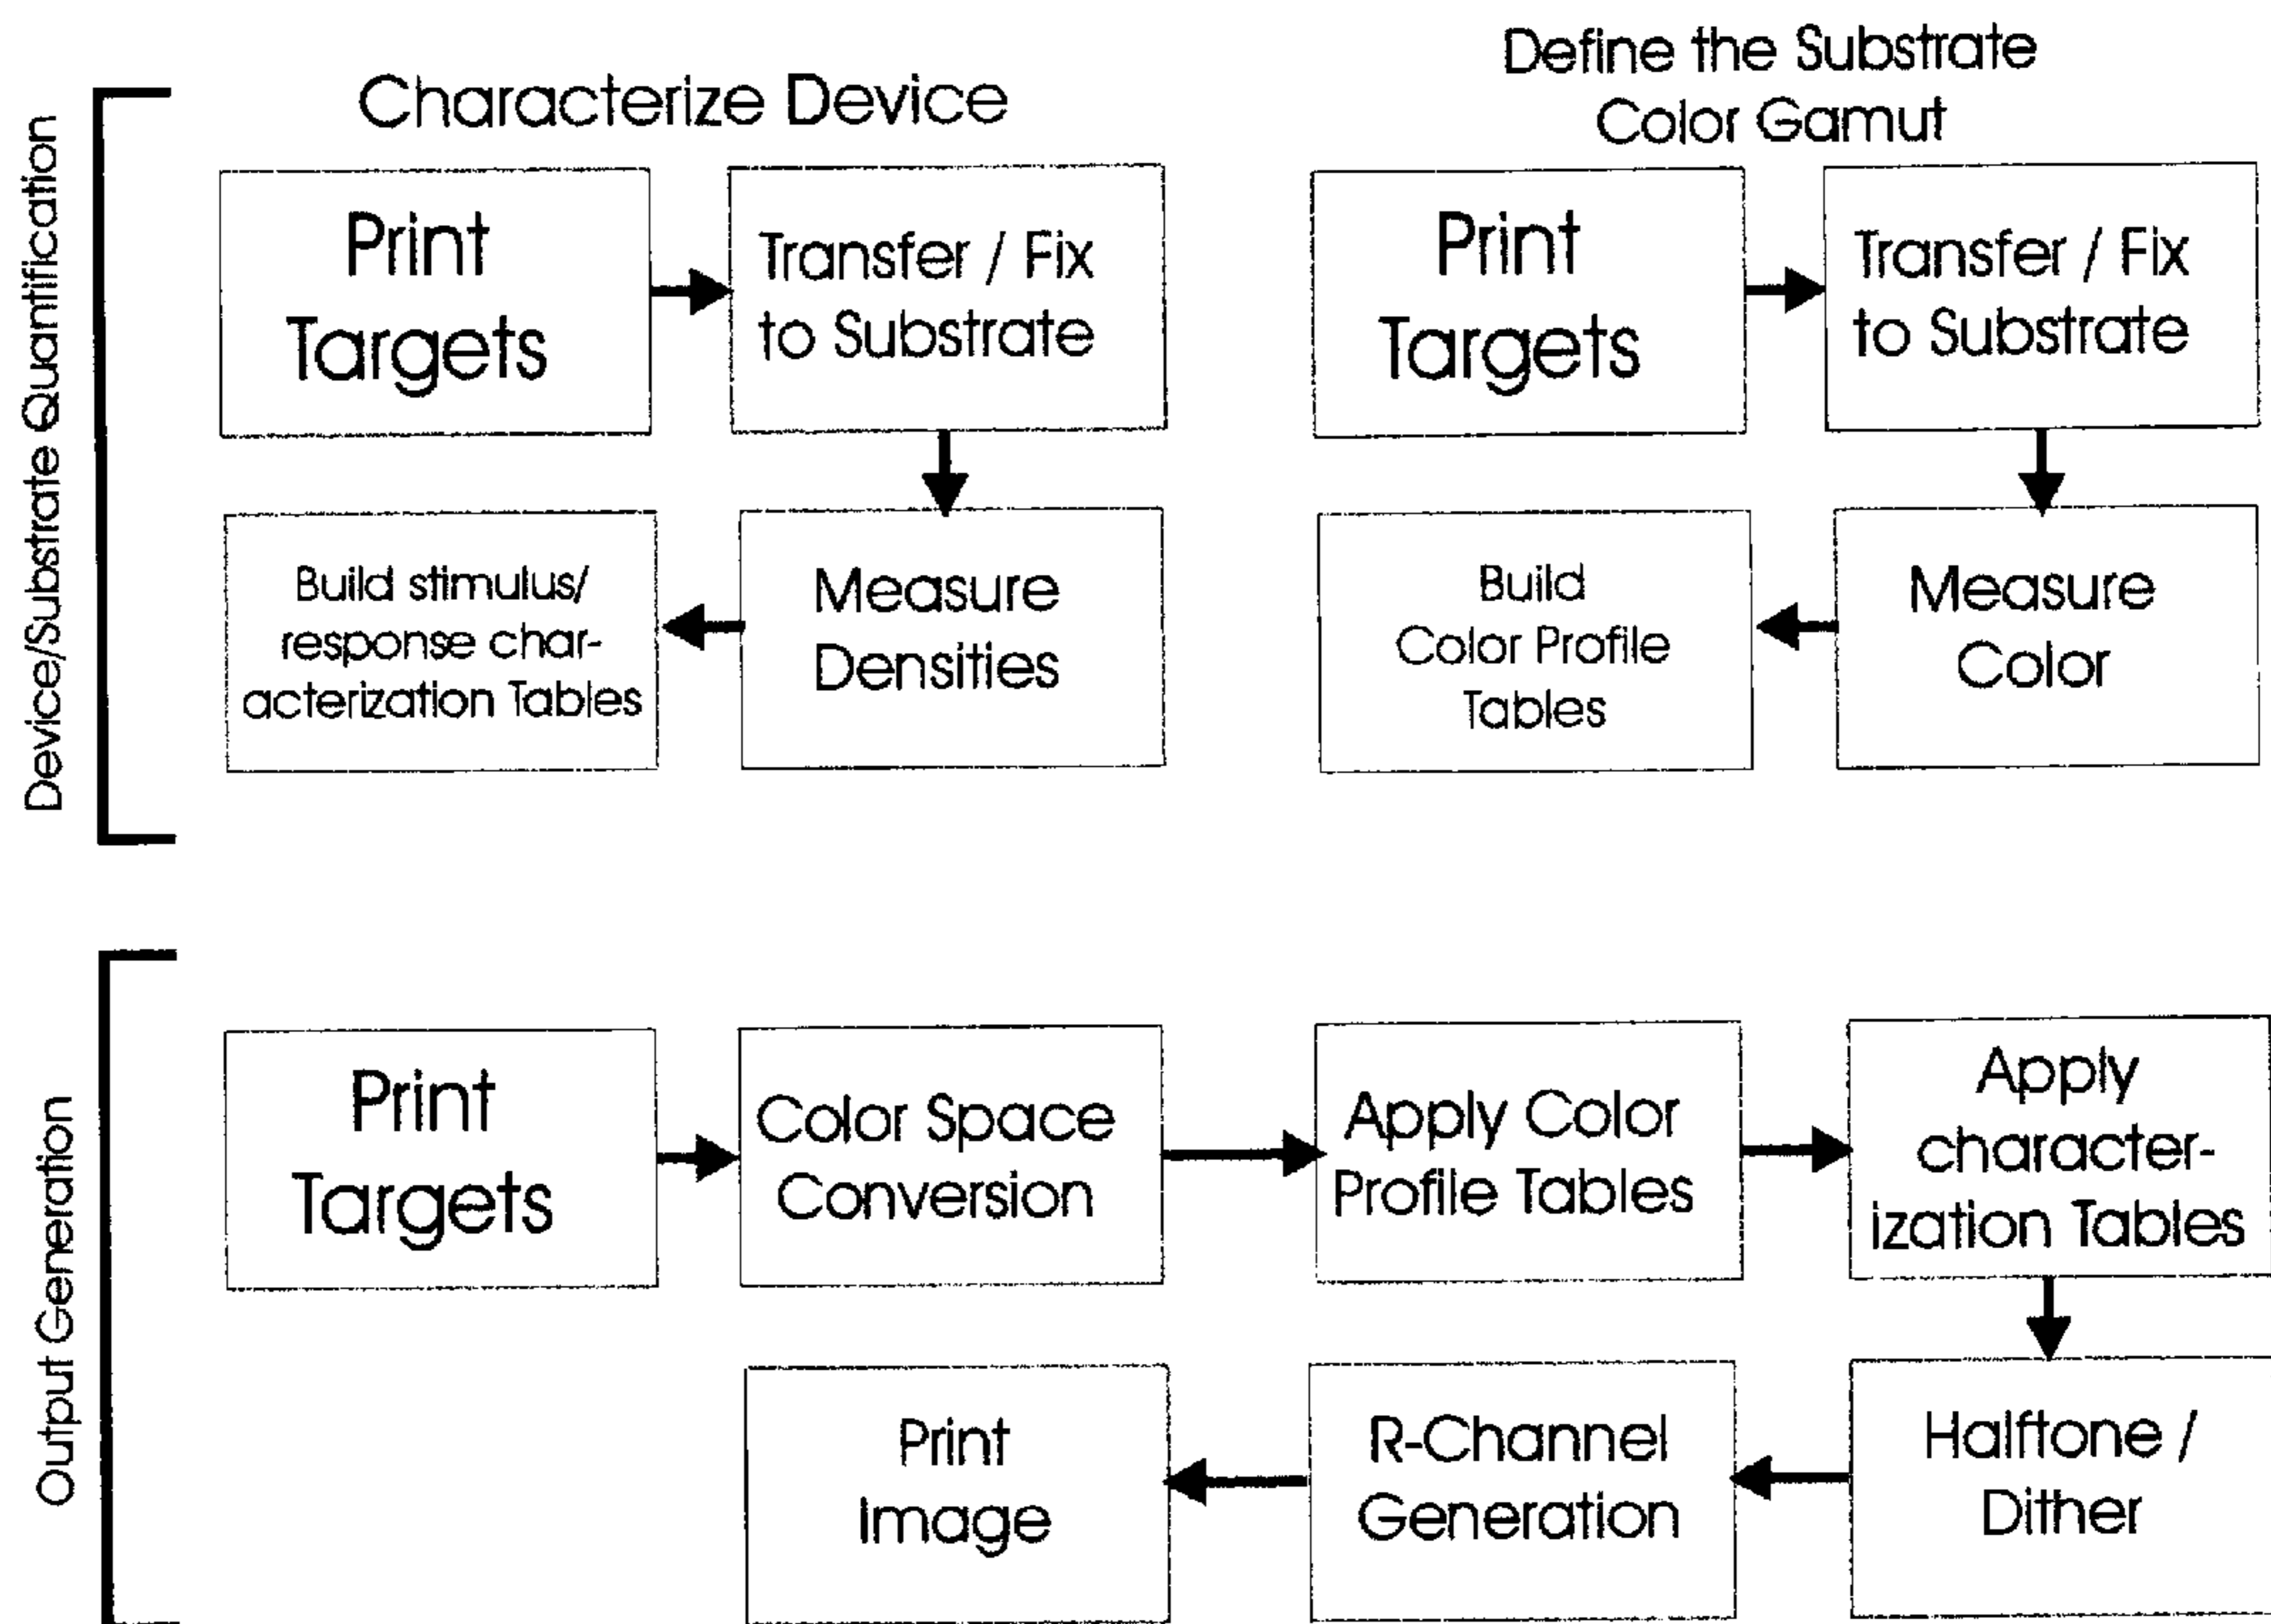 Device/Substrate Quantification
Characterize Device
Print
Targets
Transfer / Fix
to Substrate
Build stimulus/
response char-
acterization Tables
Measure
Densities
Define the Substrate
Color Gamut
Print
Targets
Transfer / Fix
to Substrate
Build
Color Profile
Tables
Measure
Color
Output Generation
Print
Targets
Color Space
Conversion
Apply Color
Profile Tables
Apply
character-
ization Tables
Print
Image
R-Channel
Generation
Halftone /
Dither